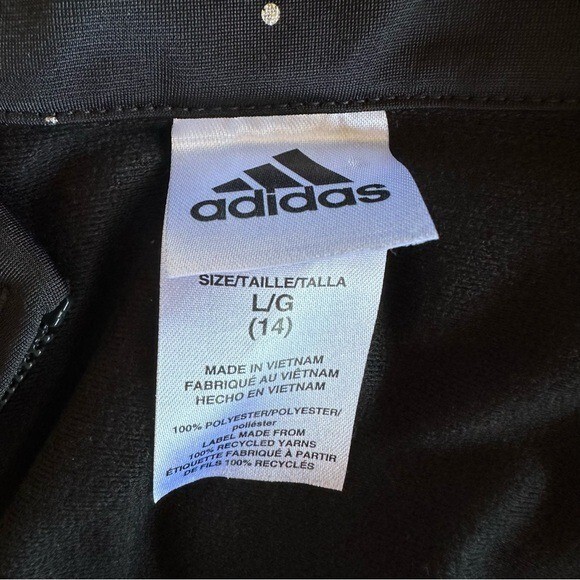 adidas
SIZE/TAILLE/TALLA
L/G
(14)
MADE IN VIETNAM
FABRIQUÉ AU VIÊTNAM
HECHO EN VIETNAM
100% POLYESTER/POLYESTER/
poliéster
LABEL MADE FROM
100% RECYCLED YARNS
ÉTIQUETTE FABRIQUÉ À PARTIR
DE FILS 100% RECYCLÉS